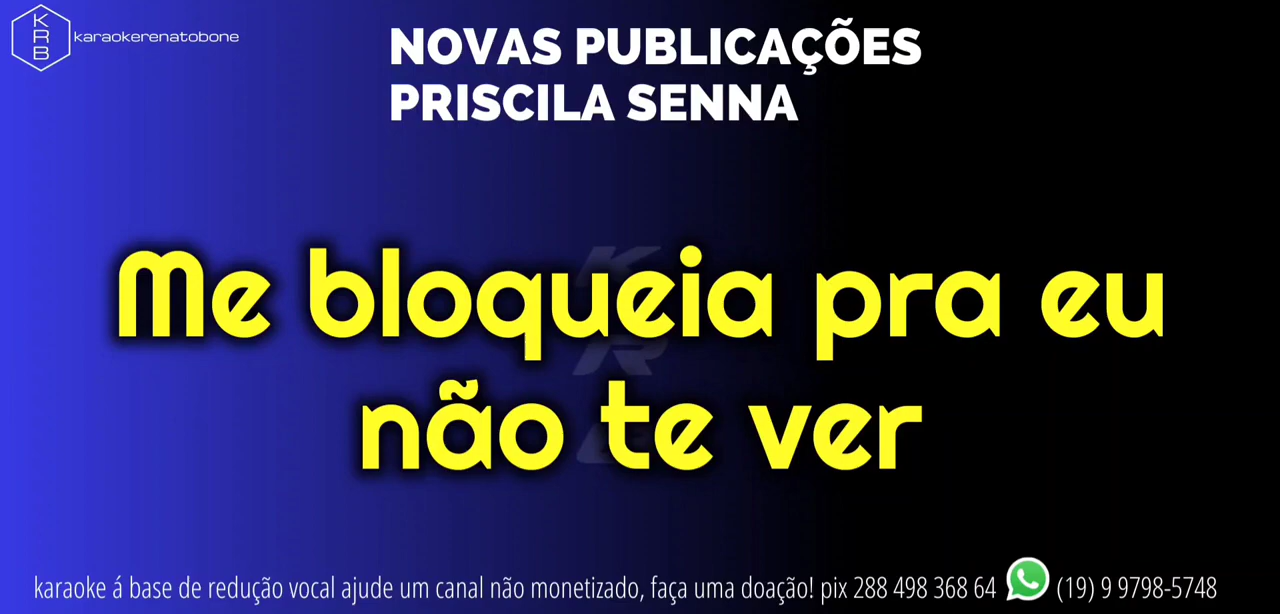 KRB
karaokerenatobone
NOVAS PUBLICAÇÕES
PRISCILA SENNA
Me bloqueia pra eu
não te ver
karaoke á base de redução vocal ajude um canal não monetizado, faça uma doação! pix 288 498 368 64 (19) 9 9798-5748